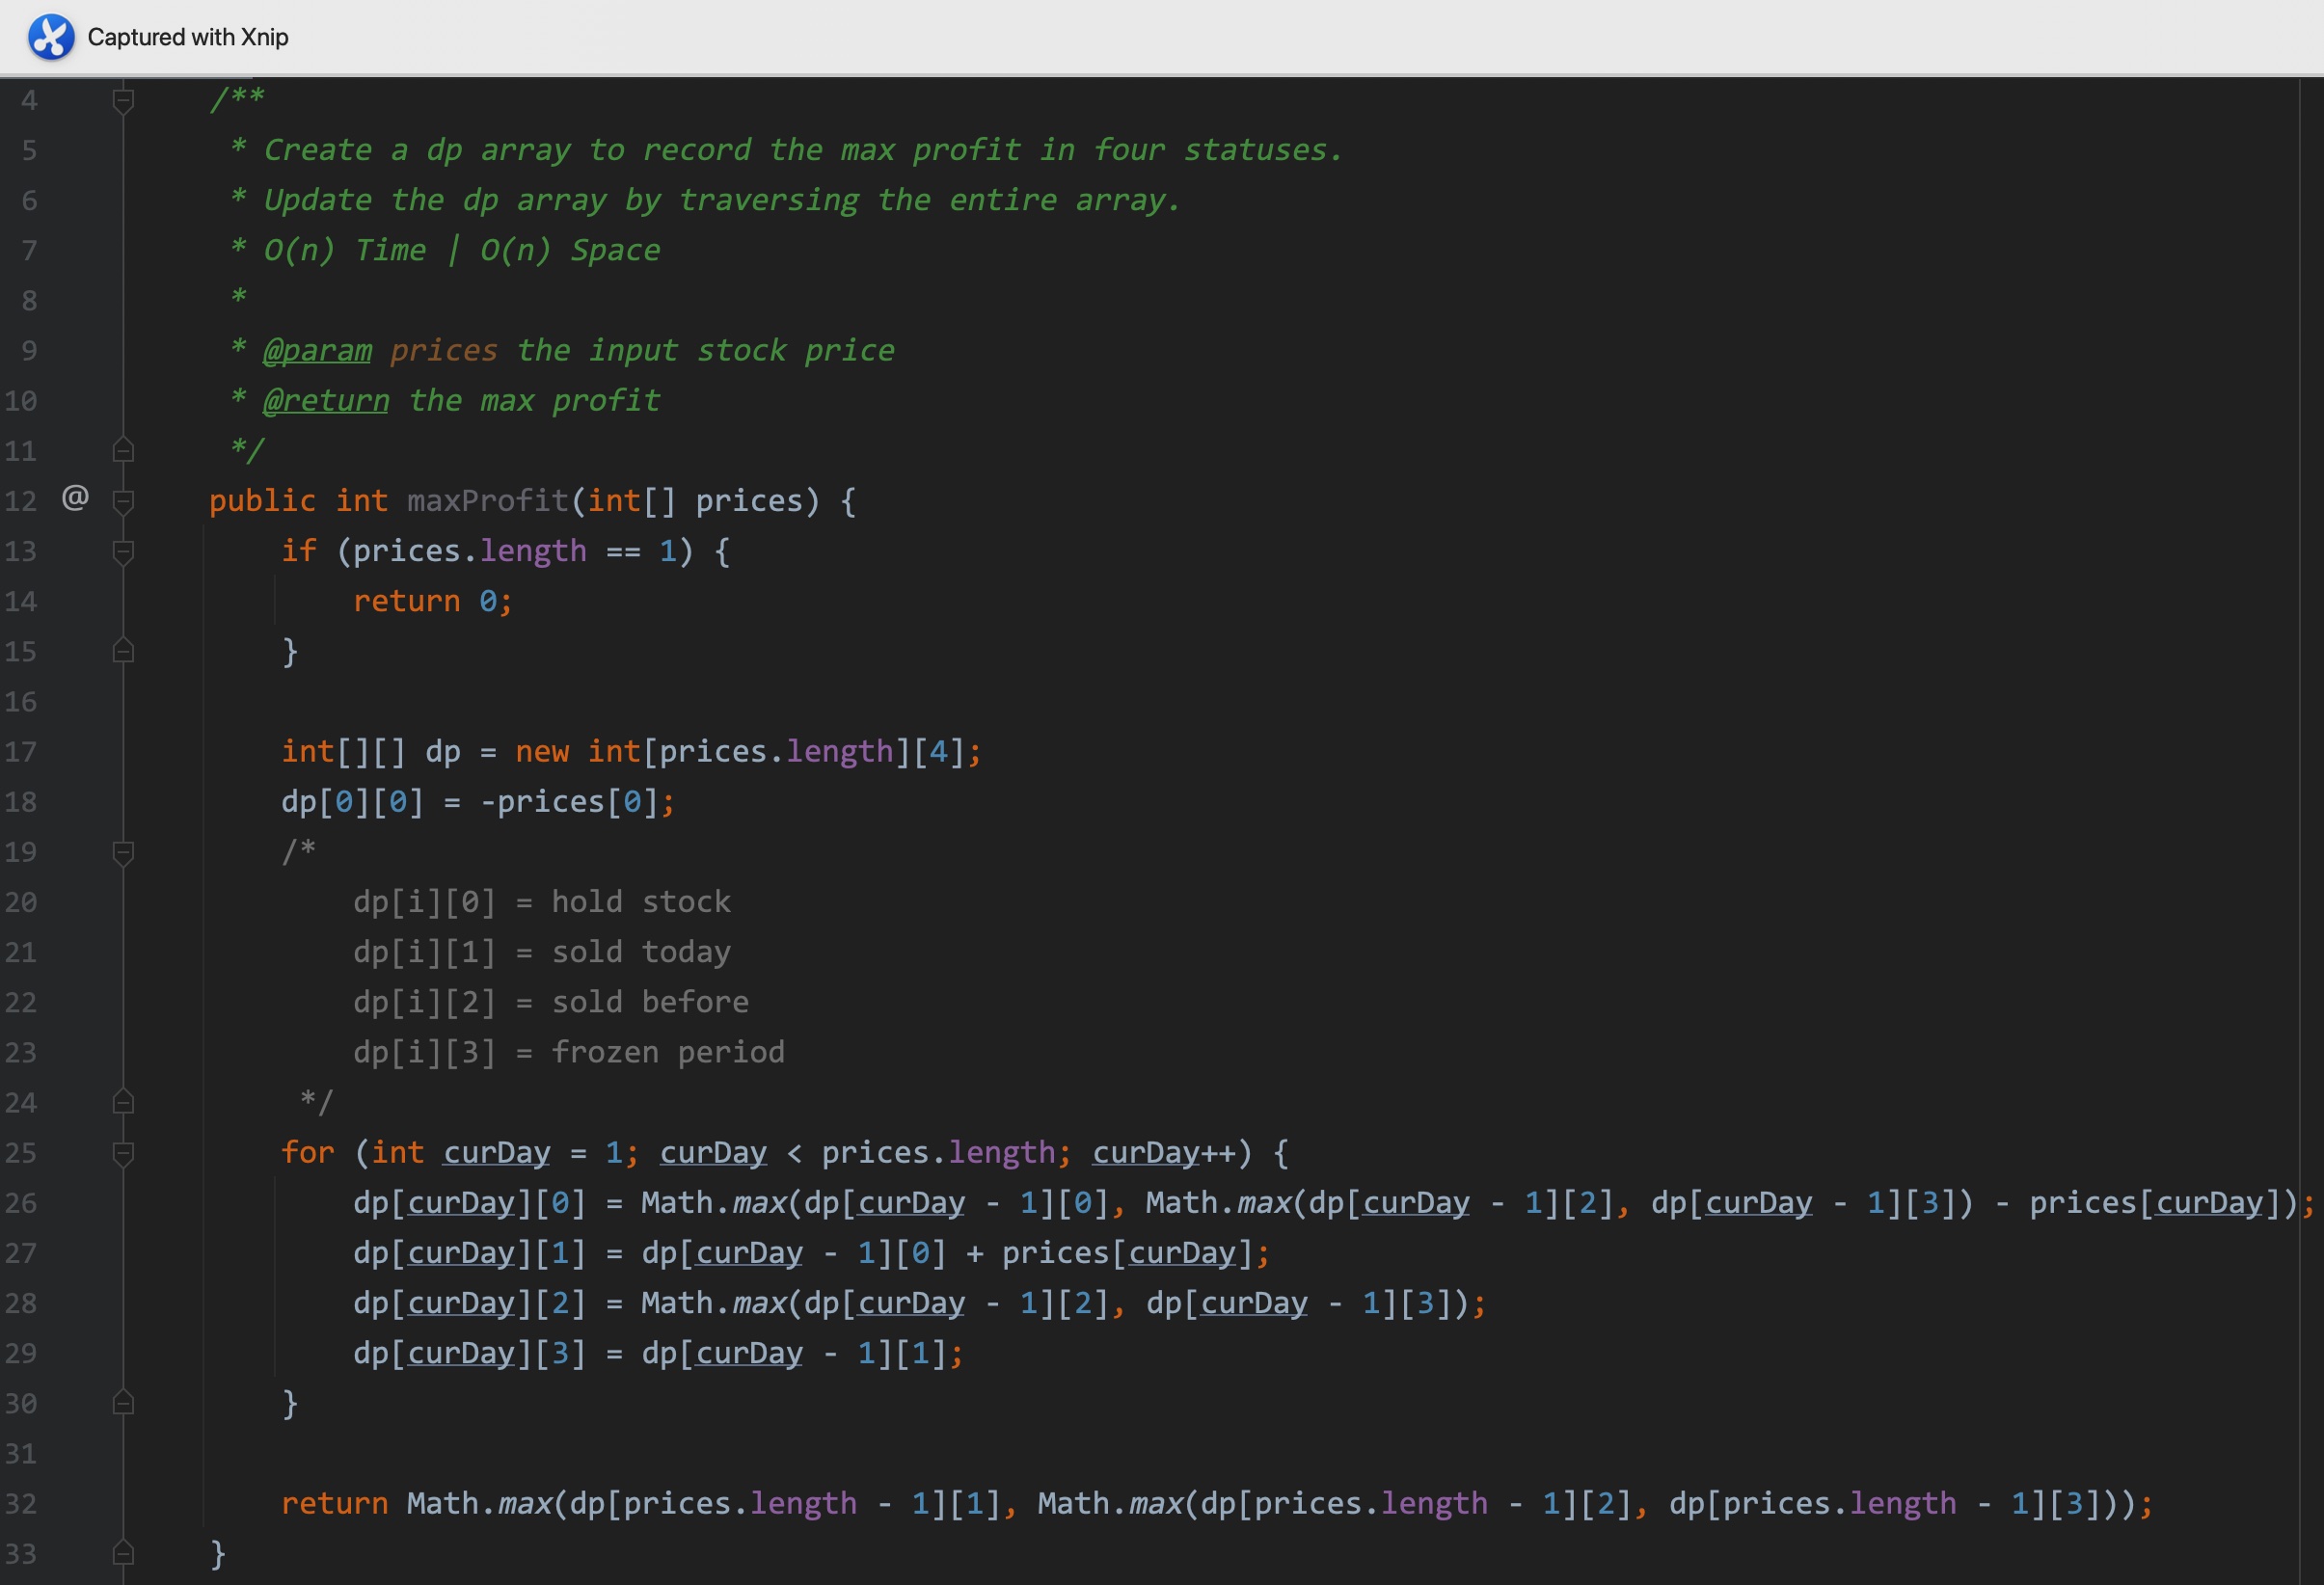 Captured with Xnip
4 /**
5 * Create a dp array to record the max profit in four statuses.
6 * Update the dp array by traversing the entire array.
7 * O(n) Time | O(n) Space
8 *
9 * @param prices the input stock price
10 * @return the max profit
11 */
12 @ public int maxProfit(int[] prices) {
13 if (prices.length == 1) {
14 return 0;
15 }
16
17 int[][] dp = new int[prices.length][4];
18 dp[0][0] = -prices[0];
19 /*
20 dp[i][0] = hold stock
21 dp[i][1] = sold today
22 dp[i][2] = sold before
23 dp[i][3] = frozen period
24 */
25 for (int curDay = 1; curDay < prices.length; curDay++) {
26 dp[curDay][0] = Math.max(dp[curDay - 1][0], Math.max(dp[curDay - 1][2], dp[curDay - 1][3]) - prices[curDay]);
27 dp[curDay][1] = dp[curDay - 1][0] + prices[curDay];
28 dp[curDay][2] = Math.max(dp[curDay - 1][2], dp[curDay - 1][3]);
29 dp[curDay][3] = dp[curDay - 1][1];
30 }
31
32 return Math.max(dp[prices.length - 1][1], Math.max(dp[prices.length - 1][2], dp[prices.length - 1][3]));
33 }